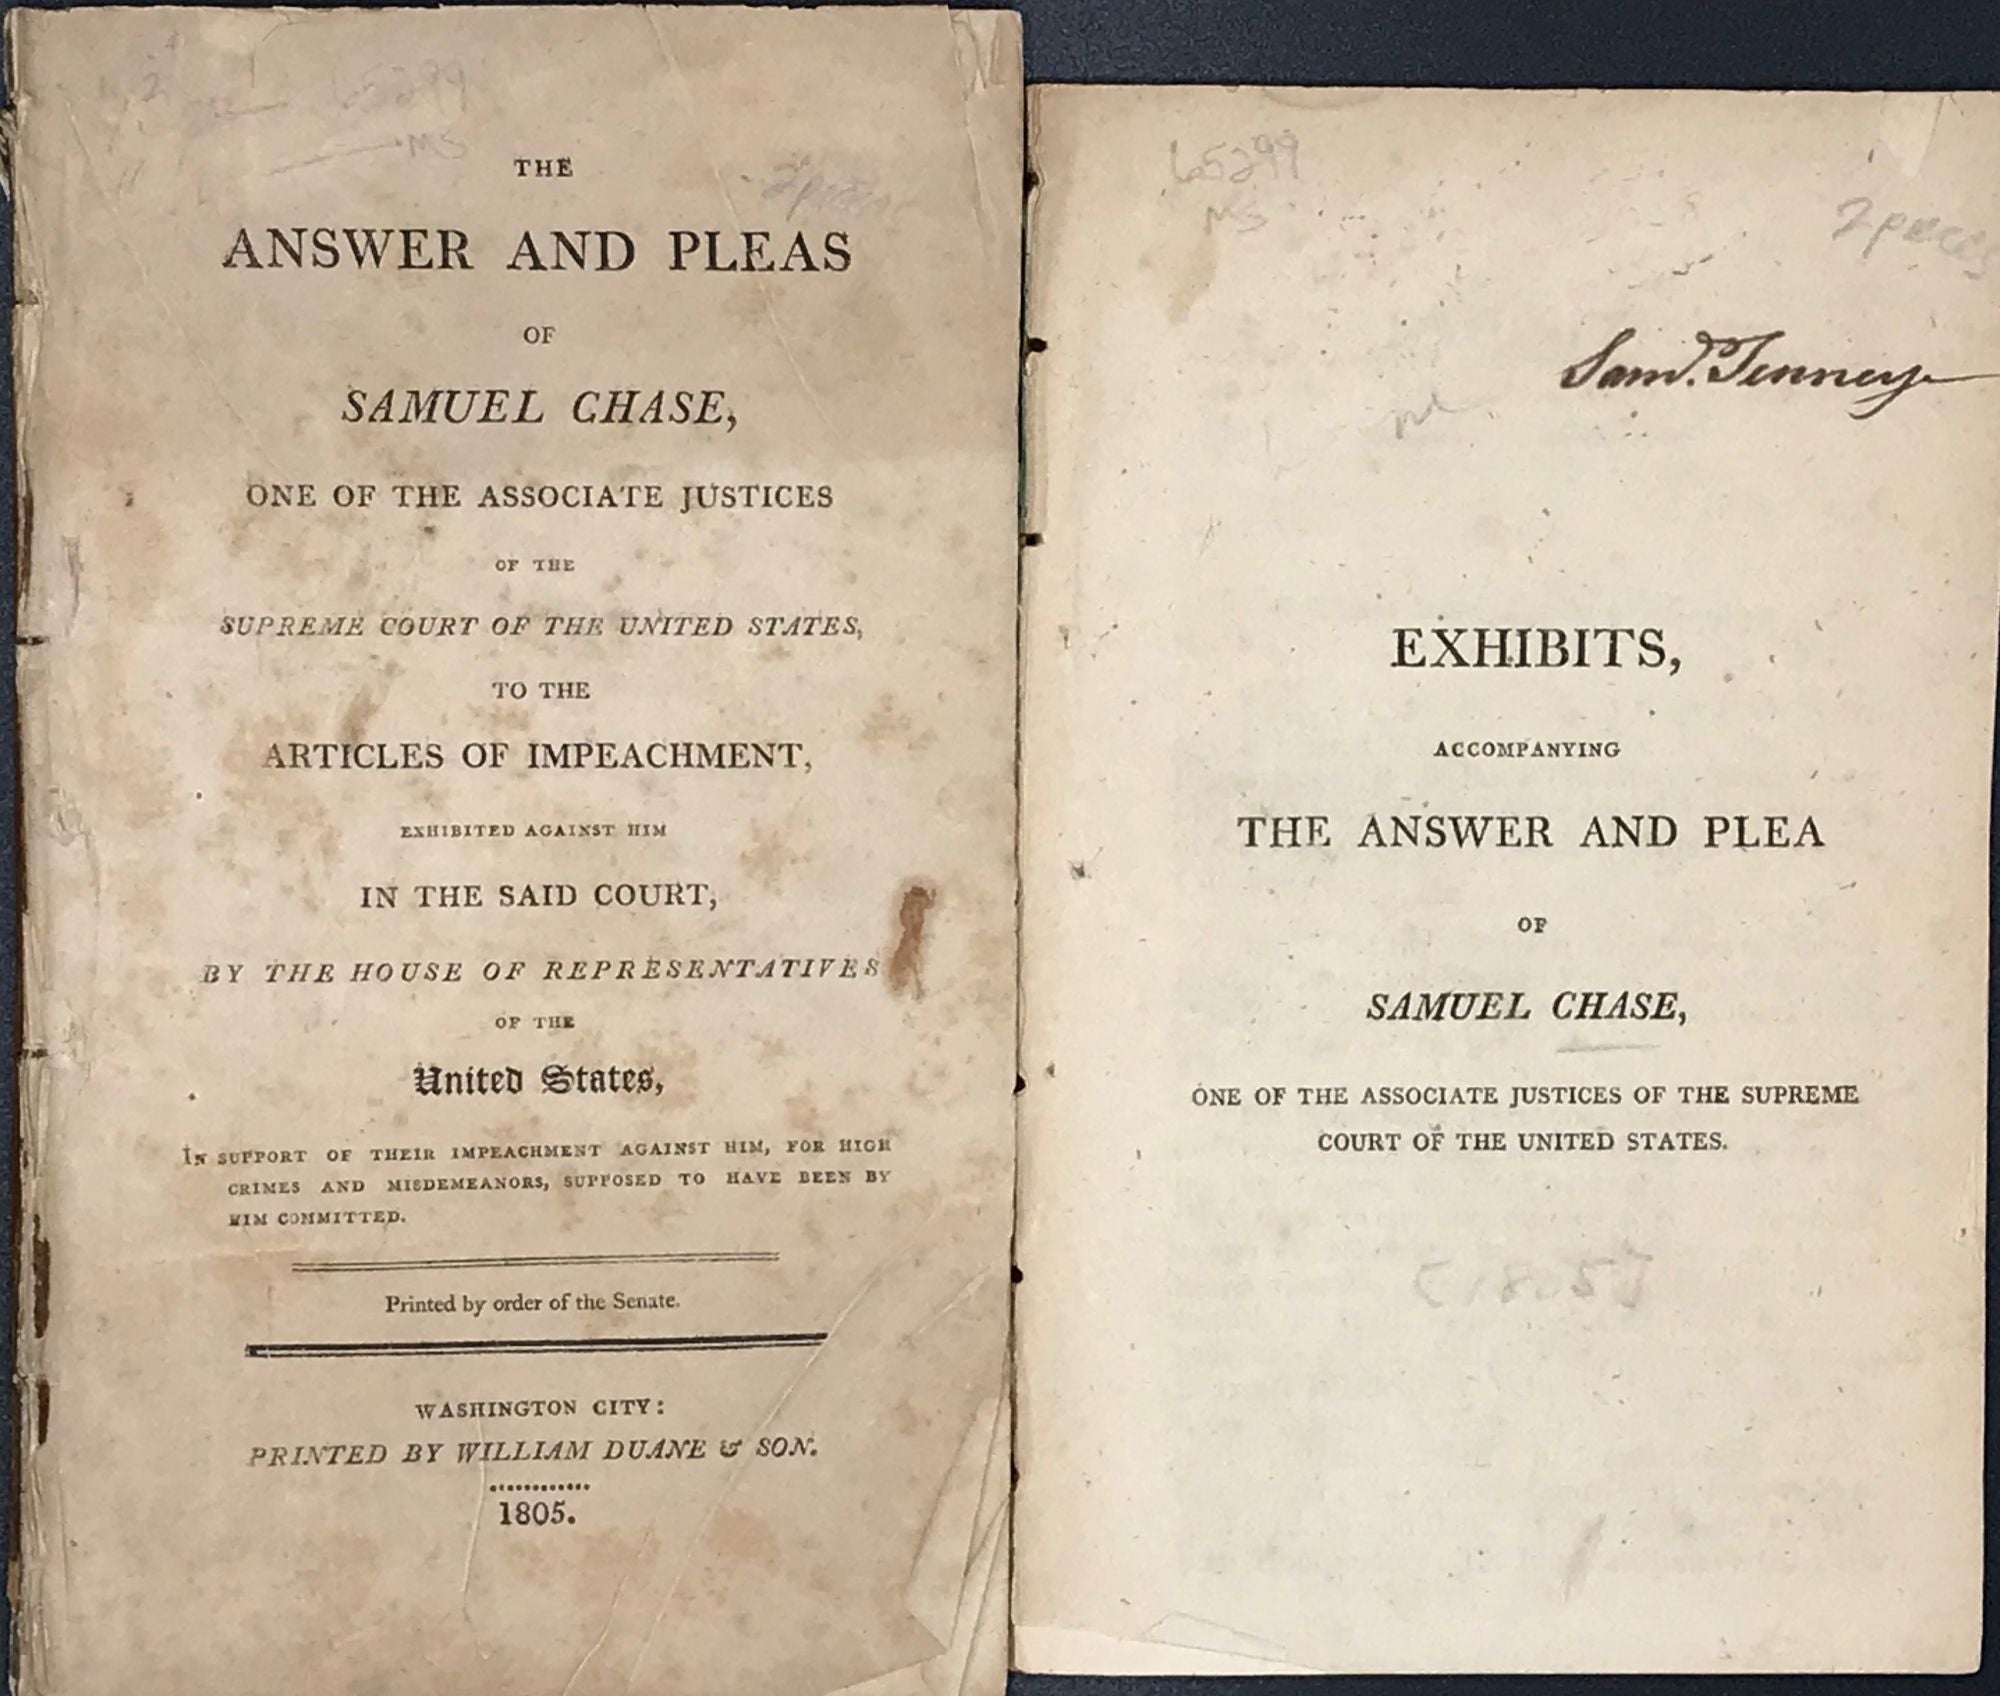 65299
MS
2 pieces
THE
ANSWER AND PLEAS
OF
SAMUEL CHASE,
ONE OF THE ASSOCIATE JUSTICES
OF THE
SUPREME COURT OF THE UNITED STATES,
TO THE
ARTICLES OF IMPEACHMENT,
EXHIBITED AGAINST HIM
IN THE SAID COURT,
BY THE HOUSE OF REPRESENTATIVES
OF THE
United States,
IN SUPPORT OF THEIR IMPEACHMENT AGAINST HIM, FOR HIGH
CRIMES AND MISDEMEANORS, SUPPOSED TO HAVE BEEN BY
HIM COMMITTED.
Printed by order of the Senate.
WASHINGTON CITY:
PRINTED BY WILLIAM DUANE & SON.
1805.
65299
MS
2 pieces
Samˡ. Tenney
EXHIBITS,
ACCOMPANYING
THE ANSWER AND PLEA
OF
SAMUEL CHASE,
ONE OF THE ASSOCIATE JUSTICES OF THE SUPREME
COURT OF THE UNITED STATES.
[1805]